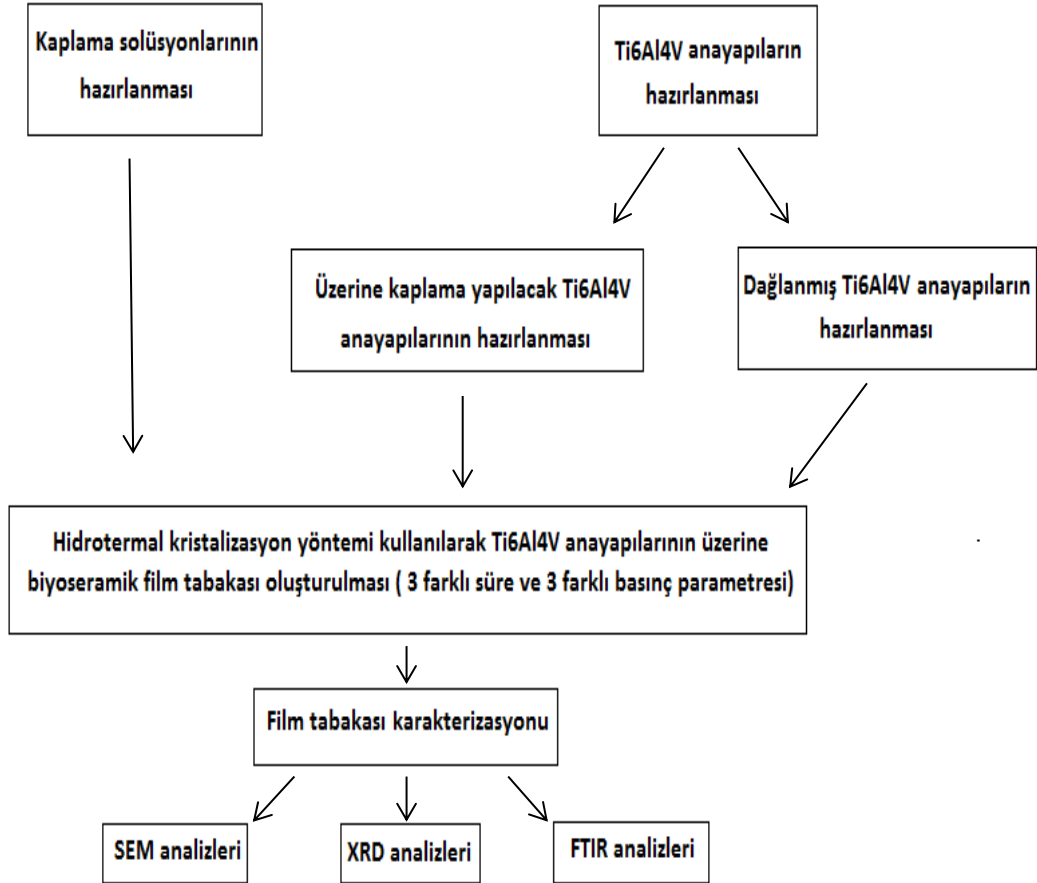 Kaplama solüsyonlarının
hazırlanması
Ti6Al4V anayapıların
hazırlanması
Üzerine kaplama yapılacak Ti6Al4V
anayapılarının hazırlanması
Dağlanmış Ti6Al4V anayapıların
hazırlanması
Hidrotermal kristalizasyon yöntemi kullanılarak Ti6Al4V anayapılarının üzerine
biyoseramik film tabakası oluşturulması ( 3 farklı süre ve 3 farklı basınç parametresi)
Film tabakası karakterizasyonu
SEM analizleri
XRD analizleri
FTIR analizleri